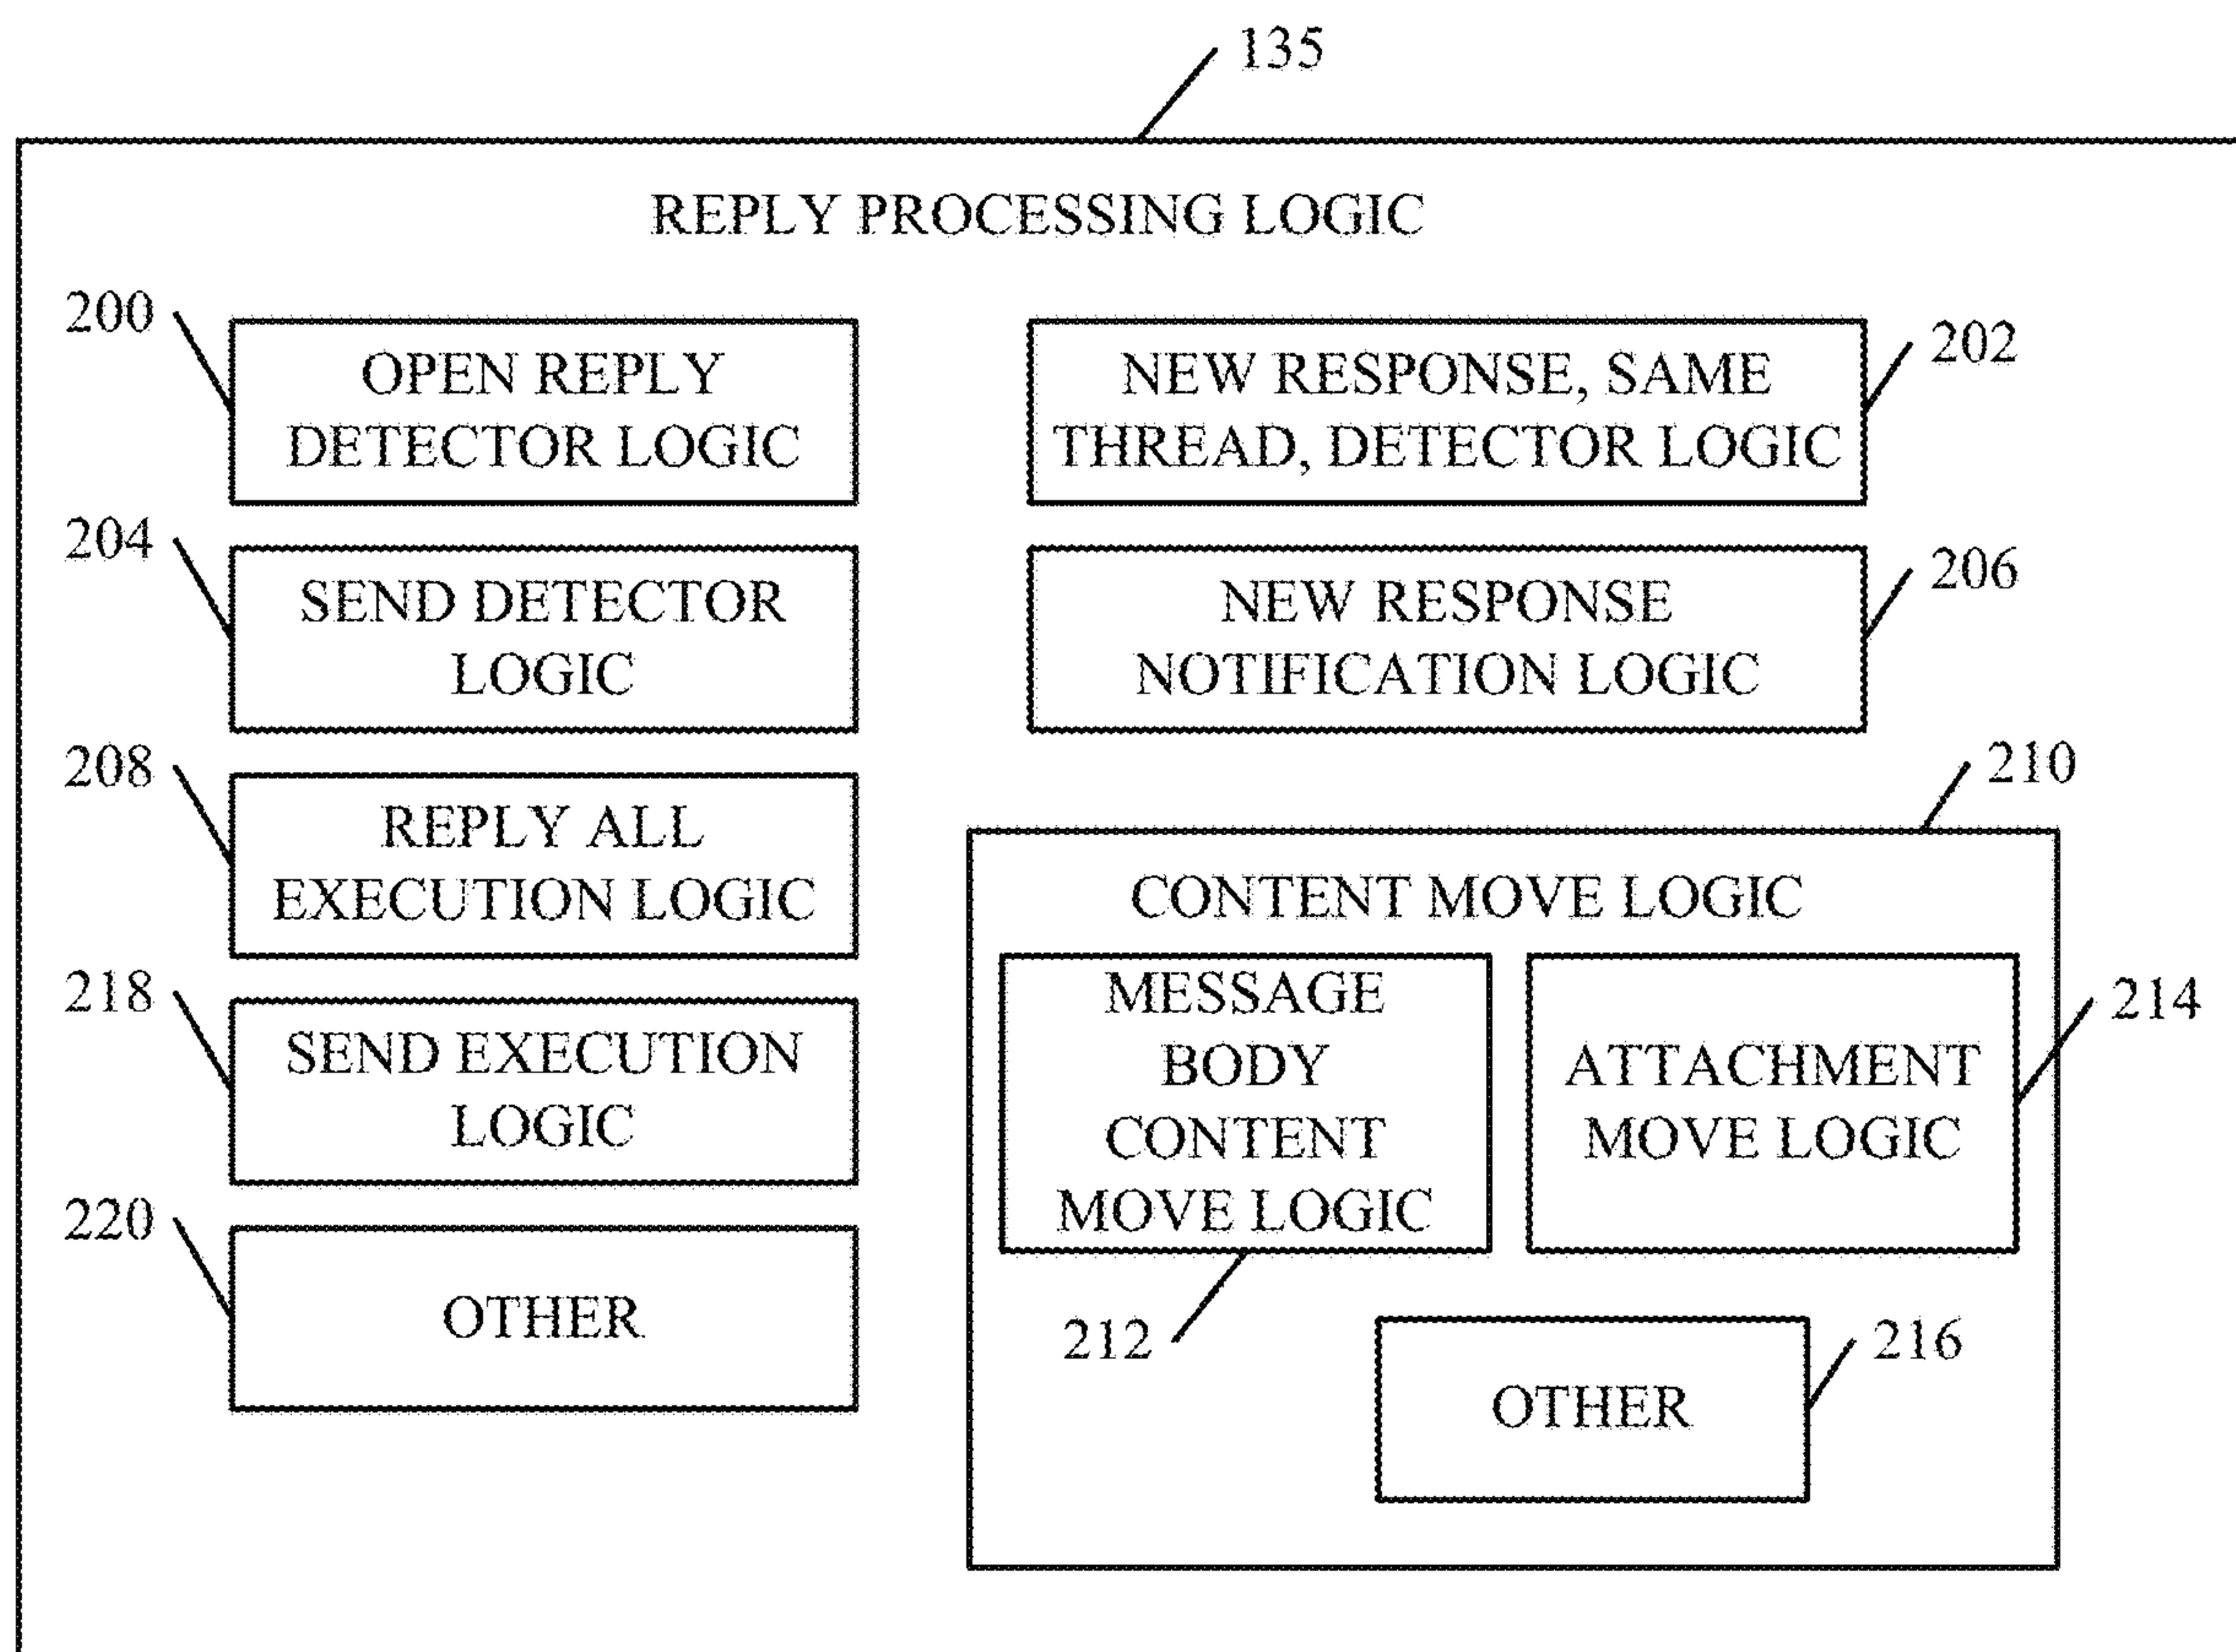 135
REPLY PROCESSING LOGIC
200
OPEN REPLY
DETECTOR LOGIC
NEW RESPONSE, SAME
THREAD, DETECTOR LOGIC
202
204
SEND DETECTOR
LOGIC
NEW RESPONSE
NOTIFICATION LOGIC
206
208
REPLY ALL
EXECUTION LOGIC
210
CONTENT MOVE LOGIC
MESSAGE
BODY
CONTENT
MOVE LOGIC
212
ATTACHMENT
MOVE LOGIC
214
218
SEND EXECUTION
LOGIC
220
OTHER
OTHER
216